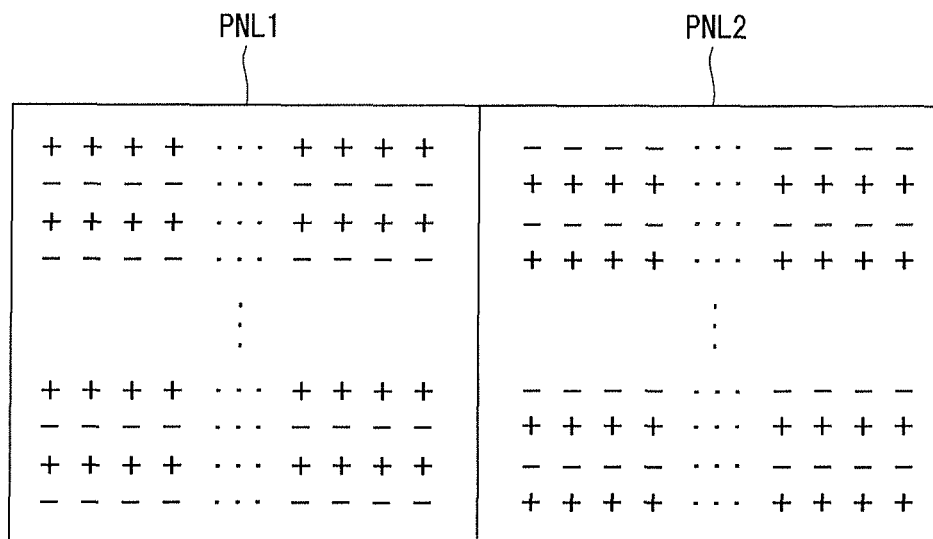 PNL1 PNL2
+ + + + · · · + + + + − − − − · · · − − − −
− − − − · · · − − − − + + + + · · · + + + +
+ + + + · · · + + + + − − − − · · · − − − −
− − − − · · · − − − − + + + + · · · + + + +
· ·
· ·
· ·
+ + + + · · · + + + + − − − − · · · − − − −
− − − − · · · − − − − + + + + · · · + + + +
+ + + + · · · + + + + − − − − · · · − − − −
− − − − · · · − − − − + + + + · · · + + + +